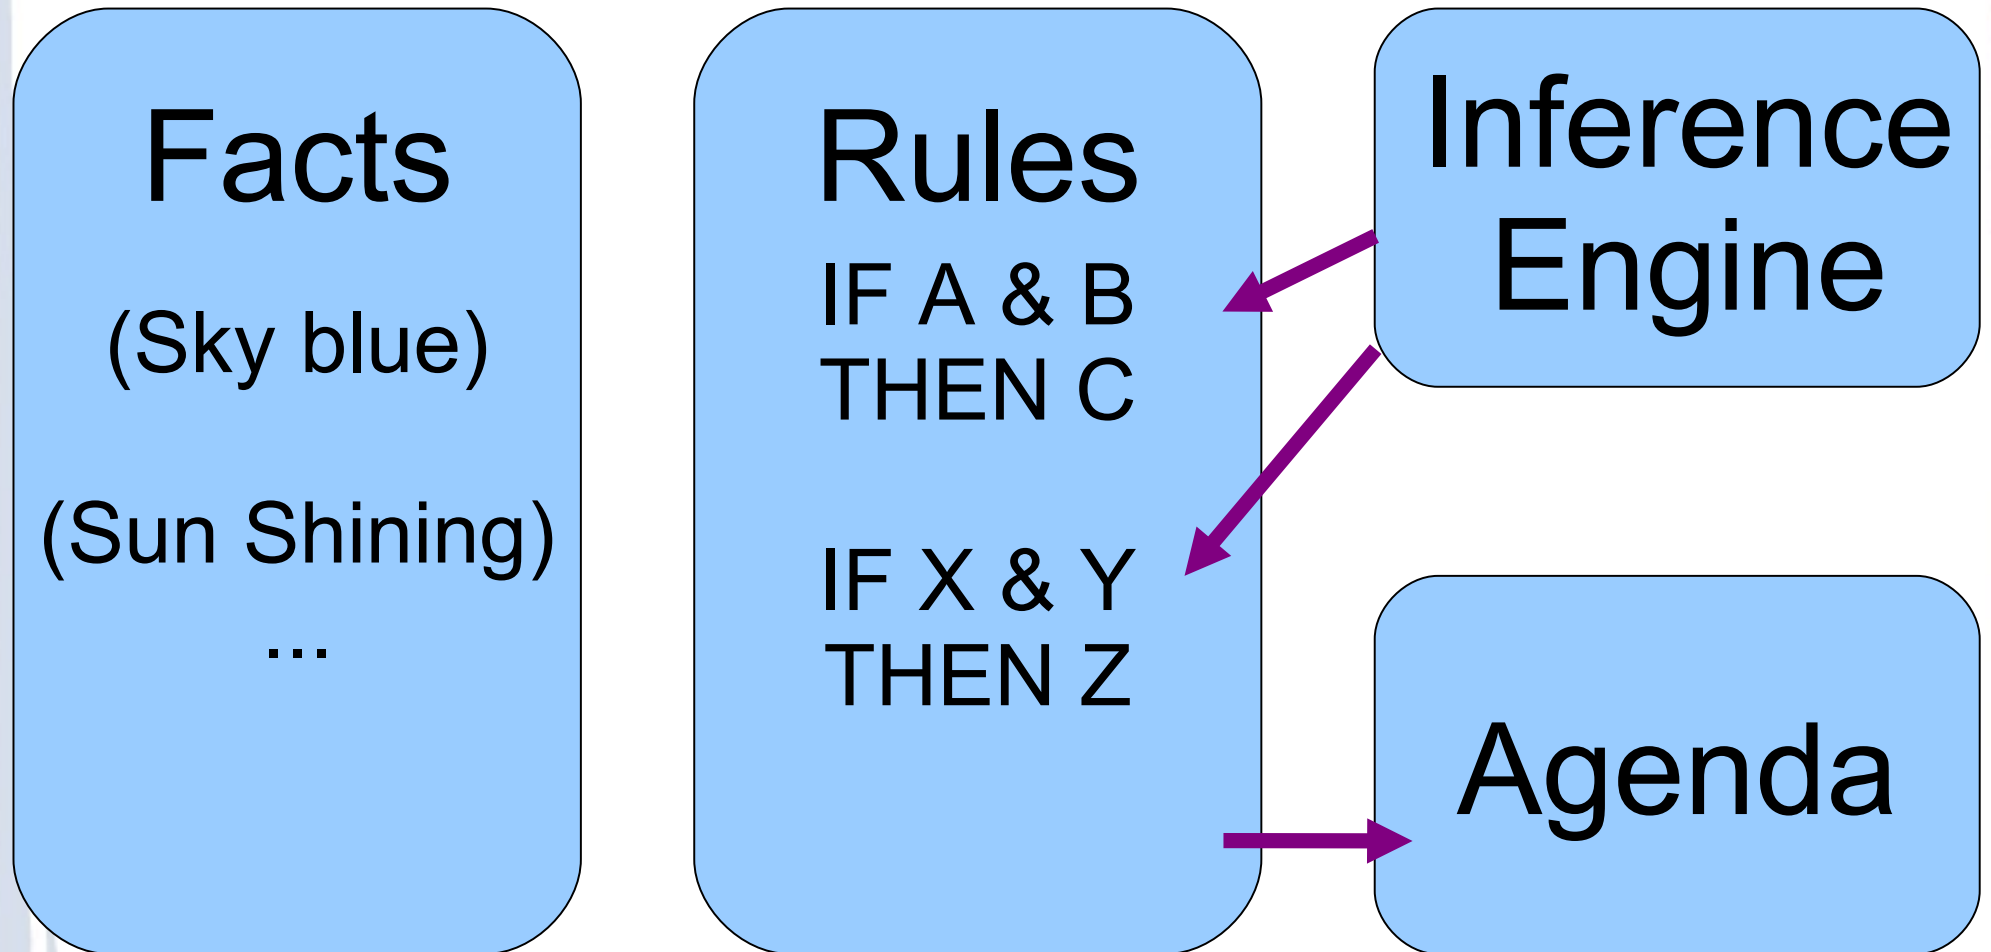 Facts
(Sky blue)
(Sun Shining)
...
Rules
IF A & B
THEN C
IF X & Y
THEN Z
Inference
Engine
Agenda